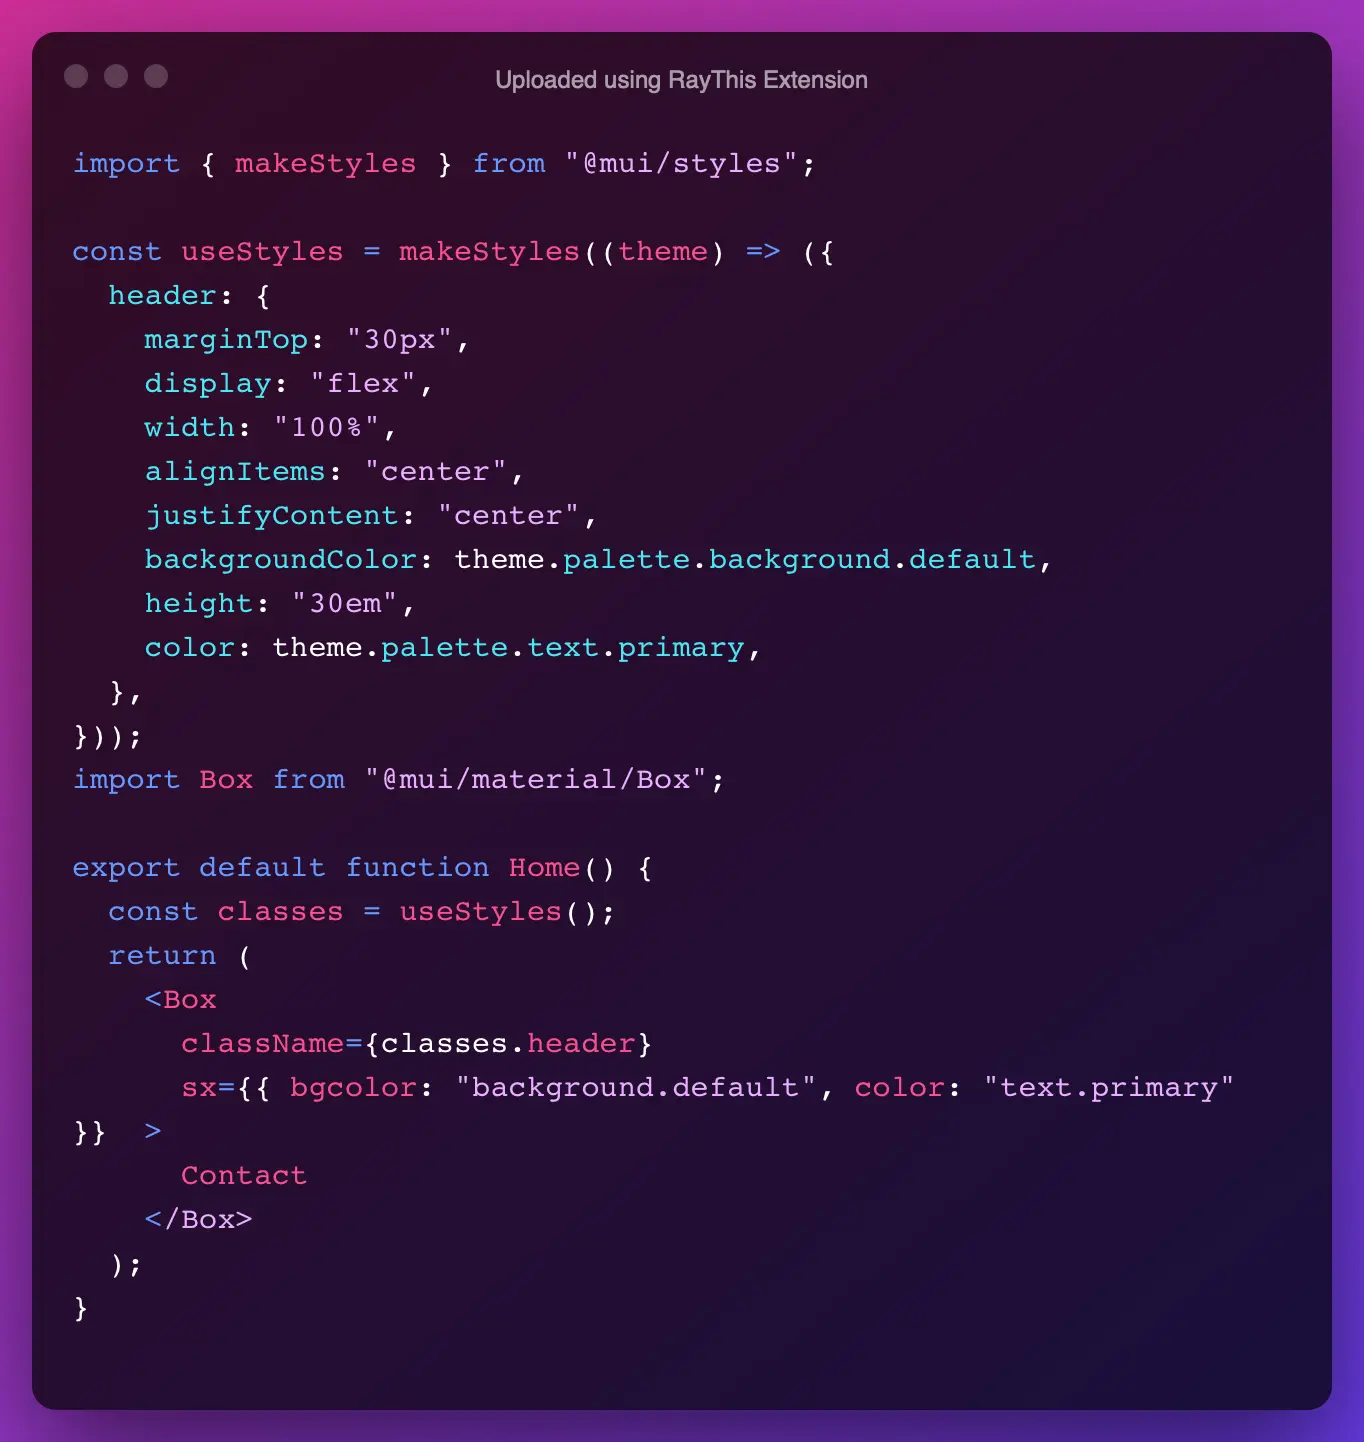 Uploaded using RayThis Extension
import { makeStyles } from "@mui/styles";
const useStyles = makeStyles((theme) => ({
  header: {
    marginTop: "30px",
    display: "flex",
    width: "100%",
    alignItems: "center",
    justifyContent: "center",
    backgroundColor: theme.palette.background.default,
    height: "30em",
    color: theme.palette.text.primary,
  },
}));
import Box from "@mui/material/Box";
export default function Home() {
  const classes = useStyles();
  return (
    <Box
      className={classes.header}
      sx={{ bgcolor: "background.default", color: "text.primary"
}}  >
      Contact
    </Box>
  );
}